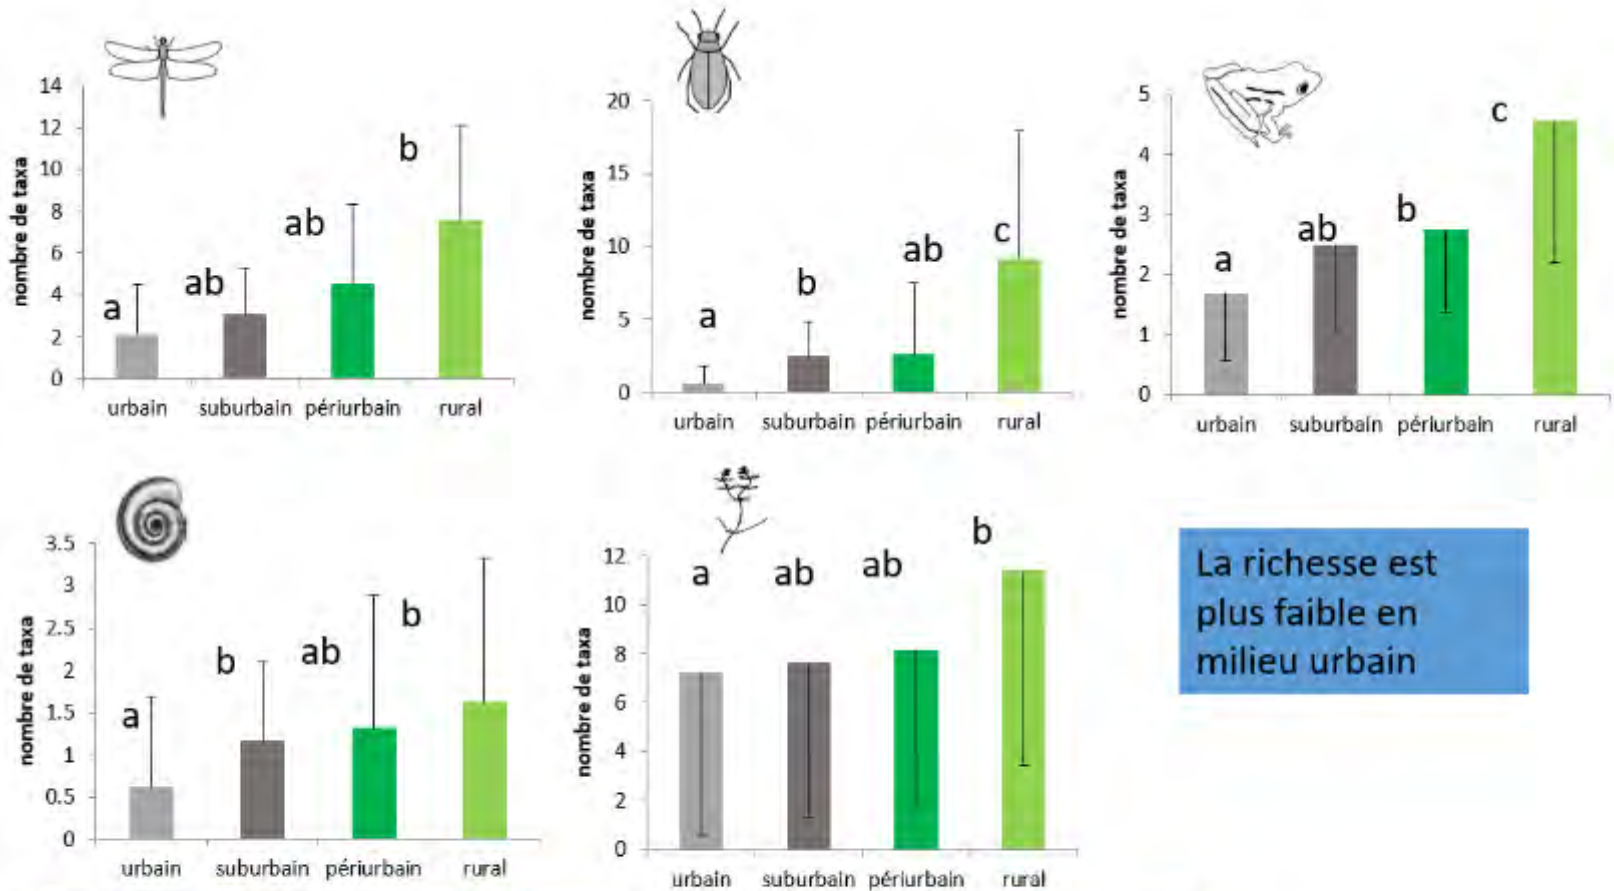 nombre de taxa
14
12
10
8
6
4
2
0
a
ab
ab
b
urbain suburbain périurbain rural
nombre de taxa
20
15
10
5
0
a
b
ab
c
urbain suburbain périurbain rural
nombre de taxa
5
4
3
2
1
0
a
ab
b
c
urbain suburbain périurbain rural
nombre de taxa
3.5
3
2.5
2
1.5
1
0.5
0
a
b
ab
b
urbain suburbain périurbain rural
nombre de taxa
12
10
8
6
4
2
0
a
ab
ab
b
urbain suburbain périurbain rural
La richesse est
plus faible en
milieu urbain